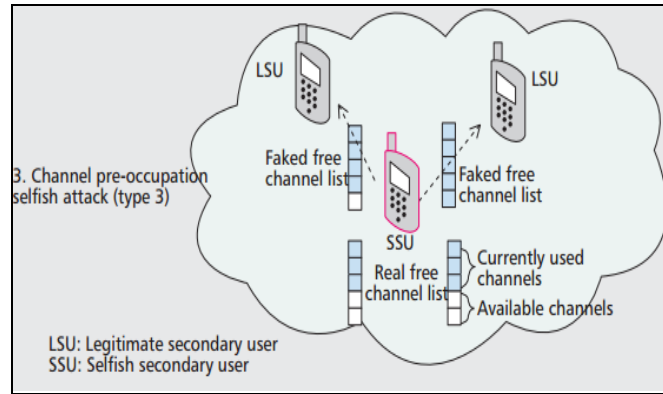 LSU
LSU
3. Channel pre-occupation
selfish attack (type 3)
Faked free
channel list
Faked free
channel list
SSU
Real free
channel list
Currently used
channels
Available channels
LSU: Legitimate secondary user
SSU: Selfish secondary user